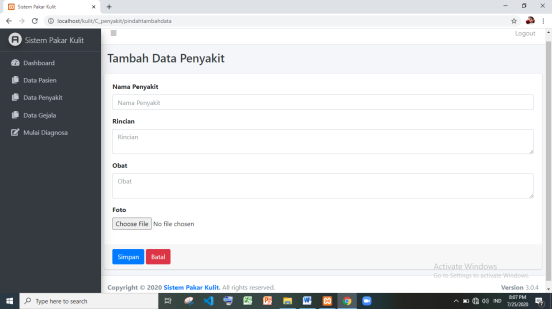 Sistem Pakar Kulit
localhost/kulit/C_penyakit/pindahtambahdata
Sistem Pakar Kulit
Logout
Dashboard
Data Pasien
Data Penyakit
Data Gejala
Mulai Diagnosa
Tambah Data Penyakit
Nama Penyakit
Nama Penyakit
Rincian
Rincian
Obat
Obat
Foto
Choose File No file chosen
Simpan Batal
Activate Windows
Go to Settings to activate Windows.
Copyright © 2020 Sistem Pakar Kulit. All rights reserved.
Version 3.0.4
Type here to search
IND
8:07 PM
7/25/2020